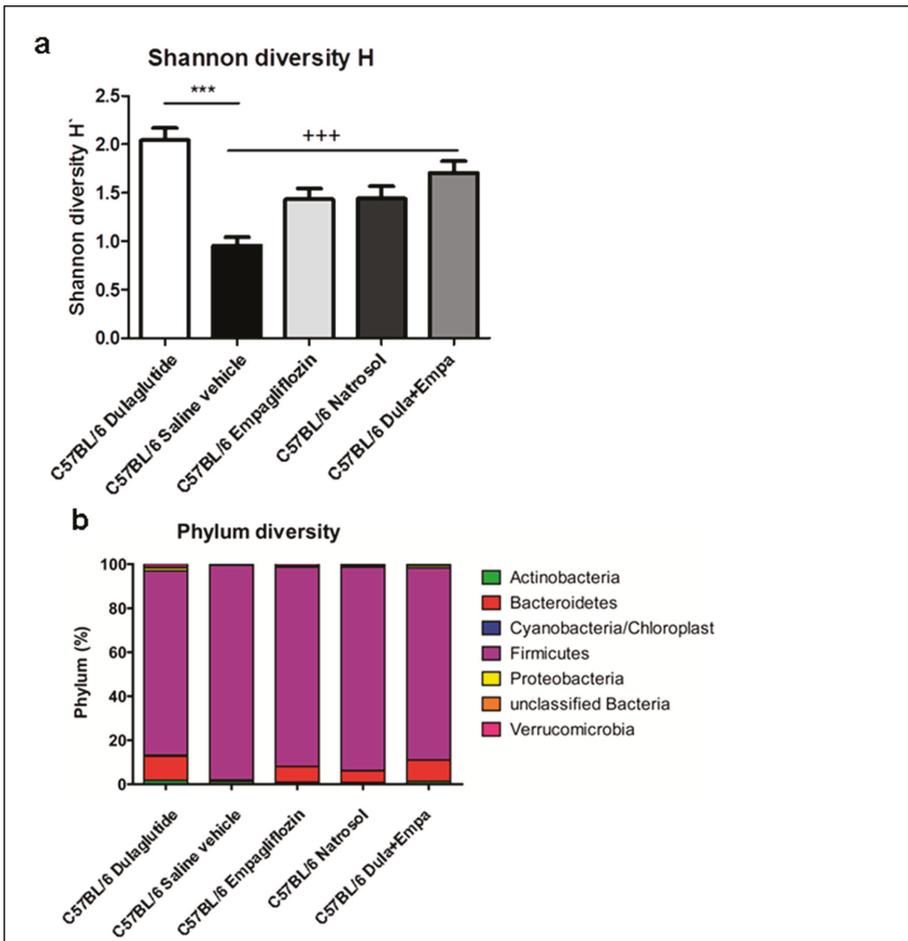 a
Shannon diversity H
***
+++
Shannon diversity H`
2.5
2.0
1.5
1.0
0.5
0.0
C57BL/6 Dulaglutide
C57BL/6 Saline vehicle
C57BL/6 Empagliflozin
C57BL/6 Natrosol
C57BL/6 Dula+Empa
b
Phylum diversity
Phylum (%)
100
80
60
40
20
0
C57BL/6 Dulaglutide
C57BL/6 Saline vehicle
C57BL/6 Empagliflozin
C57BL/6 Natrosol
C57BL/6 Dula+Empa
Actinobacteria
Bacteroidetes
Cyanobacteria/Chloroplast
Firmicutes
Proteobacteria
unclassified Bacteria
Verrucomicrobia